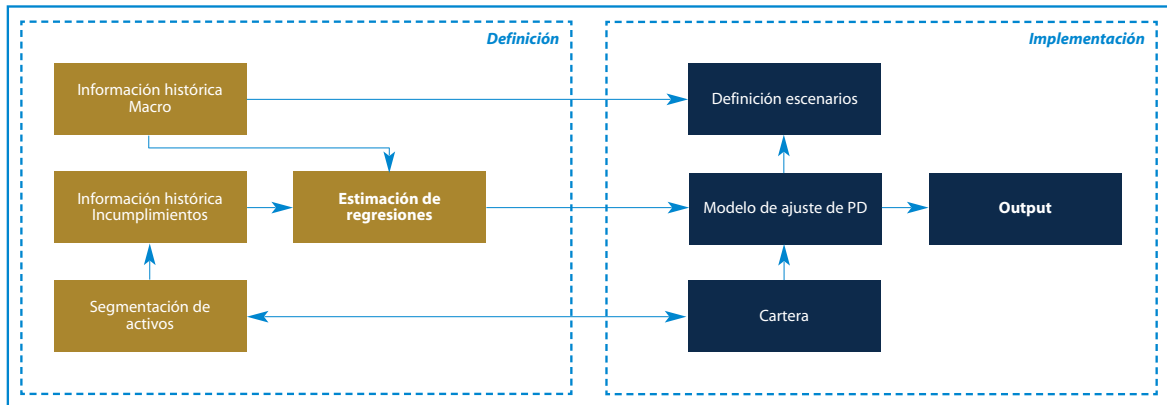 Definición
Implementación
Información histórica
Macro
Definición escenarios
Información histórica
Incumplimientos
Estimación de
regresiones
Modelo de ajuste de PD
Output
Segmentación de
activos
Cartera